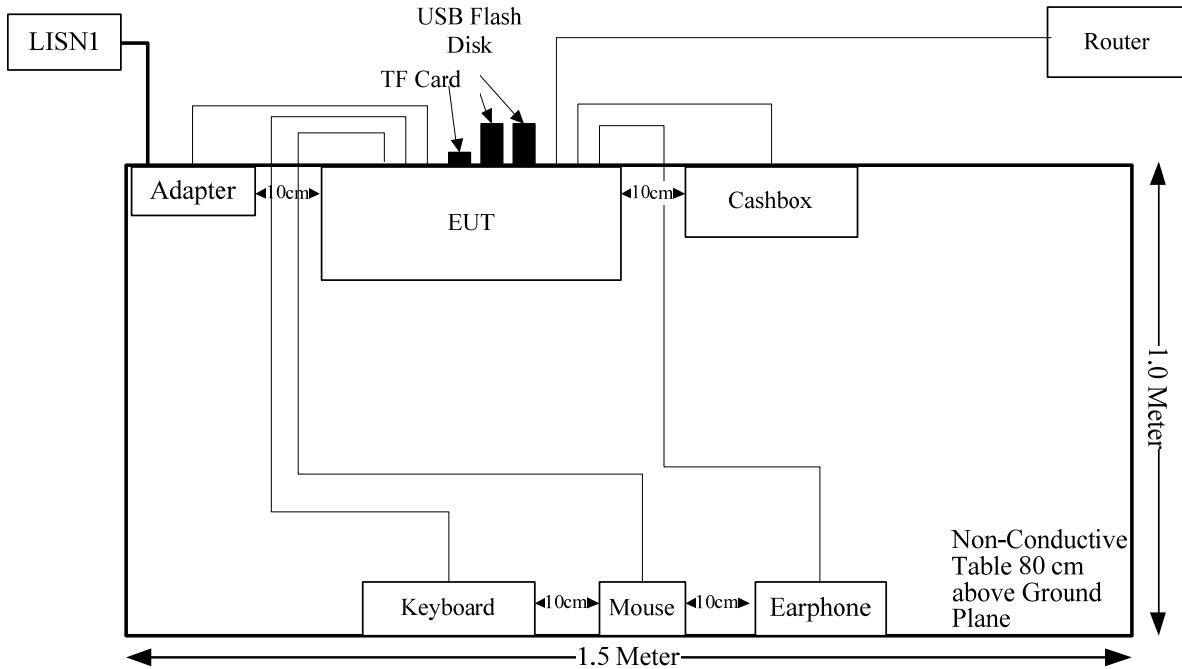 USB Flash
Disk
LISN1
Router
TF Card
Adapter
10cm
EUT
10cm
Cashbox
1.0 Meter
Non-Conductive
Table 80 cm
above Ground
Plane
Keyboard
10cm
Mouse
10cm
Earphone
1.5 Meter